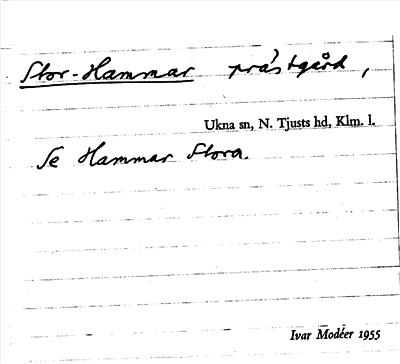 Stor-Hammar prästgård,
Ukna sn, N. Tjusts hd, Klm. l.
Se Hammar Stora.
Ivar Modéer 1955